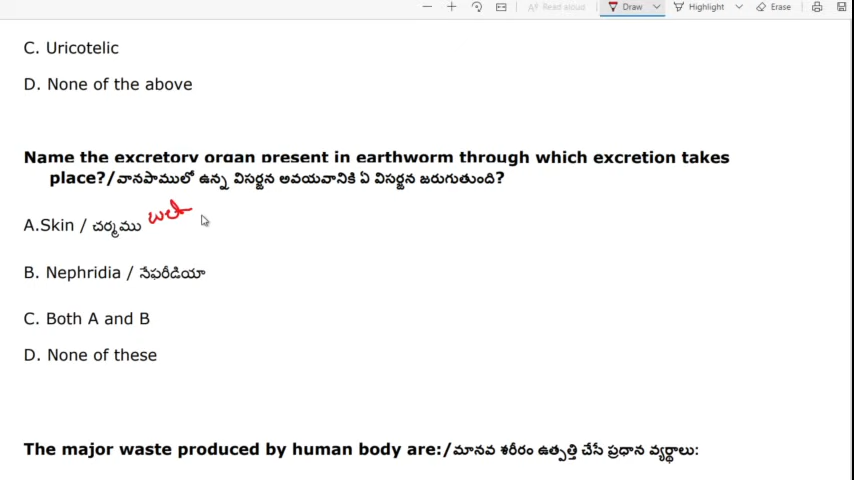 Read aloud Draw Highlight Erase
C. Uricotelic
D. None of the above
Name the excretory organ present in earthworm through which excretion takes
place?/వానపాములో ఉన్న విసర్జన అవయవానికి ఏ విసర్జన జరుగుతుంది?
A.Skin / చర్మము wet
B. Nephridia / నేఫరీడియా
C. Both A and B
D. None of these
The major waste produced by human body are:/మానవ శరీరం ఉత్పత్తి చేసే ప్రధాన వ్యర్థాలు: